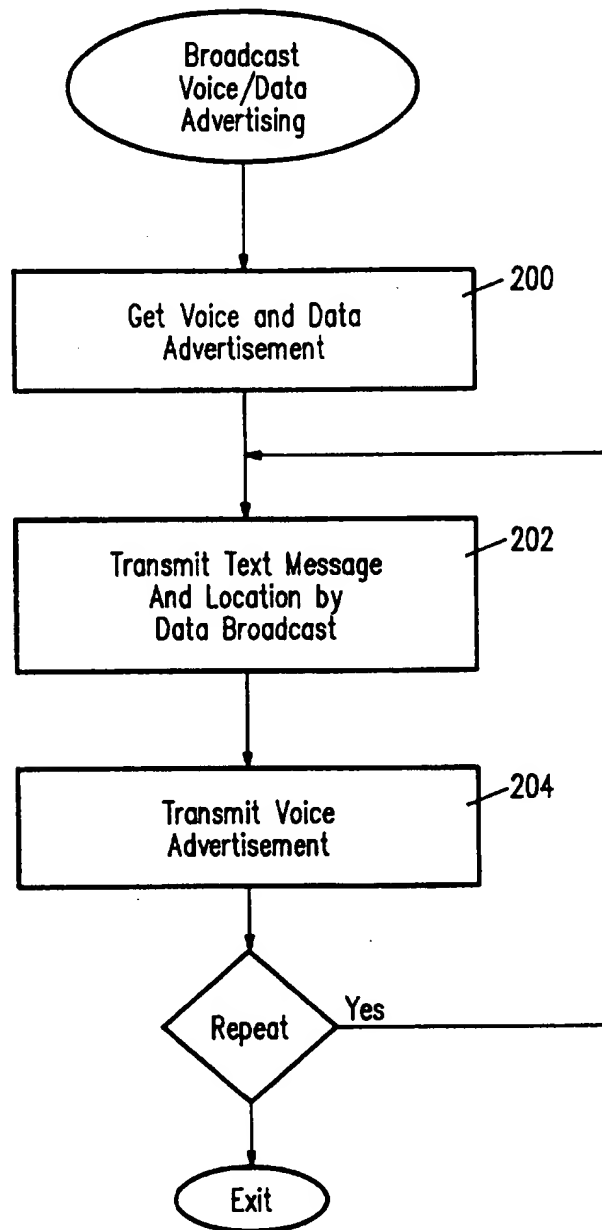 Broadcast
Voice/Data
Advertising
200
Get Voice and Data
Advertisement
202
Transmit Text Message
And Location by
Data Broadcast
204
Transmit Voice
Advertisement
Repeat
Yes
Exit